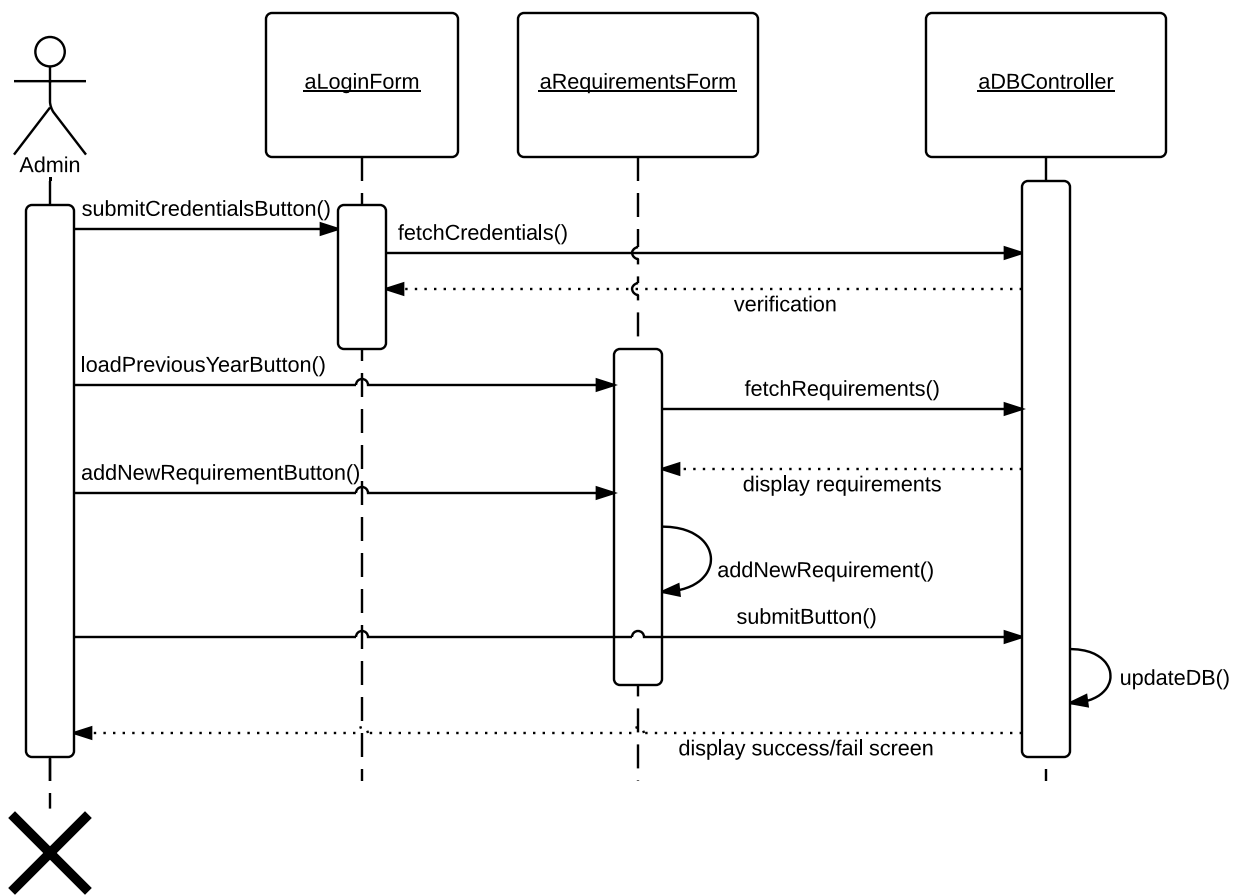 aLoginForm
aRequirementsForm
aDBController
Admin
submitCredentialsButton()
fetchCredentials()
verification
loadPreviousYearButton()
fetchRequirements()
addNewRequirementButton()
display requirements
addNewRequirement()
submitButton()
updateDB()
display success/fail screen